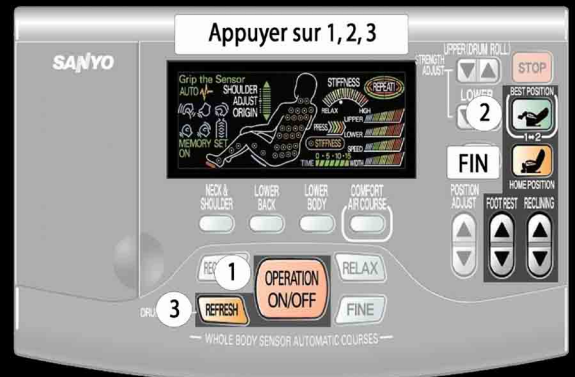 Appuyer sur 1, 2, 3
SANYO
UPPER (DRUM ROLL)
STRENGTH
ADJUST
STOP
LOWER
2
BEST POSITION
1↔2
FIN
HOME POSITION
POSITION
ADJUST
FOOT REST
RECLINING
Grip the Sensor
AUTO
SHOULDER
ADJUST
ORIGIN
MEMORY SET
ON
STIFFNESS
REPEAT!
RELAX
HIGH
PRESS
UPPER
LOWER
STIFFNESS
SPEED
0 - 5 -10-15
TIME
WIDTH
NECK &
SHOULDER
LOWER
BACK
LOWER
BODY
COMFORT
AIR COURSE
1
OPERATION
ON/OFF
RELAX
3
REFRESH
FINE
WHOLE BODY SENSOR AUTOMATIC COURSES